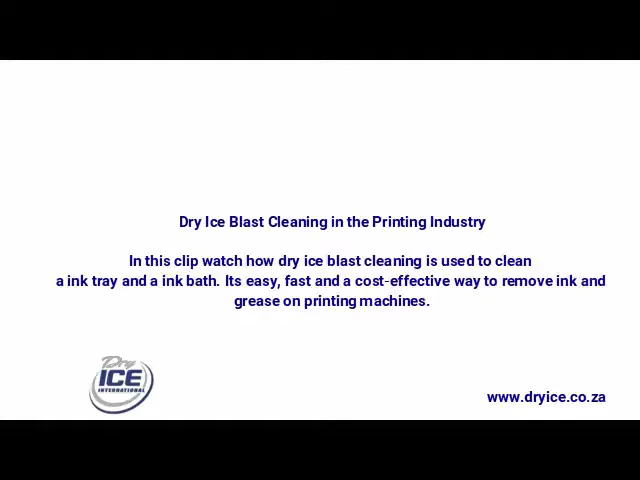 Dry Ice Blast Cleaning in the Printing Industry
In this clip watch how dry ice blast cleaning is used to clean
a ink tray and a ink bath. Its easy, fast and a cost-effective way to remove ink and
grease on printing machines.
Dry
ICE
INTERNATIONAL
www.dryice.co.za